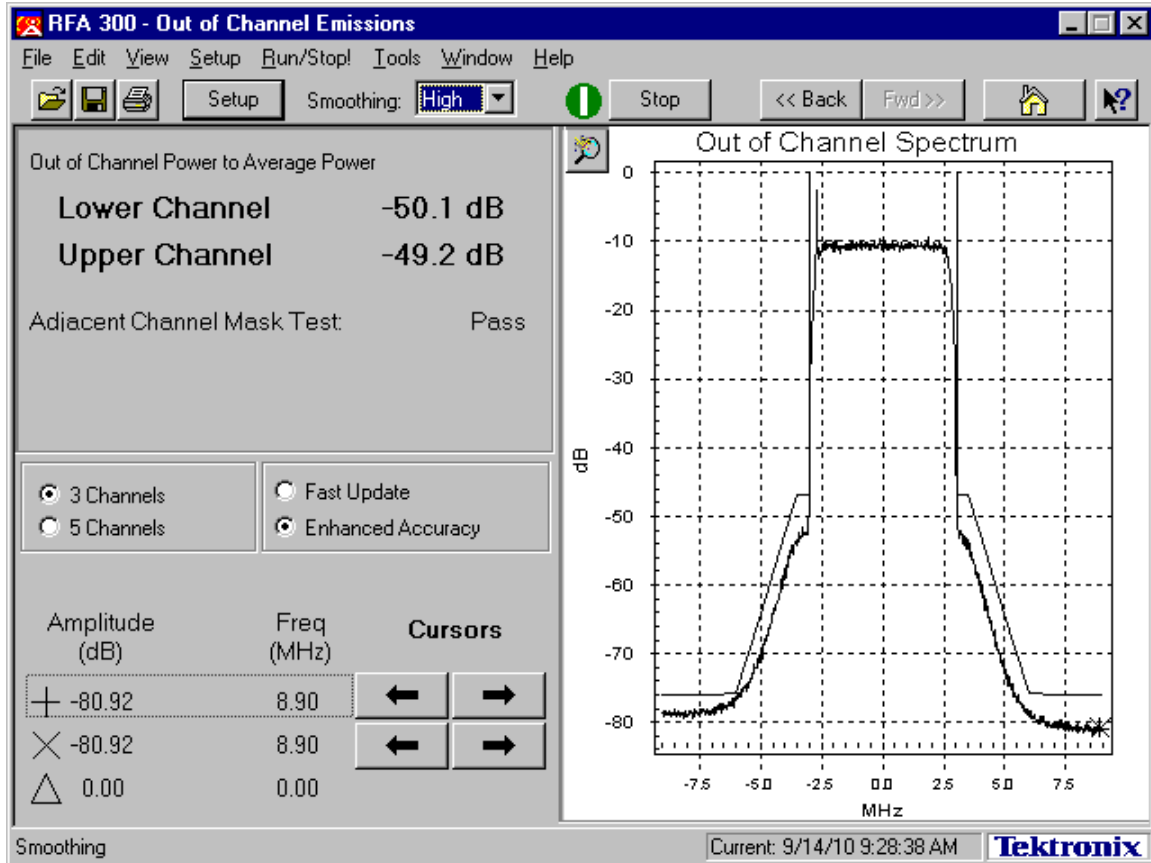 RFA 300 - Out of Channel Emissions
File Edit View Setup Run/Stop! Tools Window Help
Setup Smoothing: High Stop << Back Fwd >>
Out of Channel Power to Average Power
Lower Channel -50.1 dB
Upper Channel -49.2 dB
Adjacent Channel Mask Test: Pass
3 Channels
5 Channels
Fast Update
Enhanced Accuracy
Amplitude (dB) Freq (MHz) Cursors
-80.92 8.90
-80.92 8.90
0.00 0.00
Out of Channel Spectrum
0
-10
-20
-30
-40
-50
-60
-70
-80
dB
-7.5 -5.0 -2.5 0.0 2.5 5.0 7.5
MHz
Smoothing
Current: 9/14/10 9:28:38 AM
Tektronix